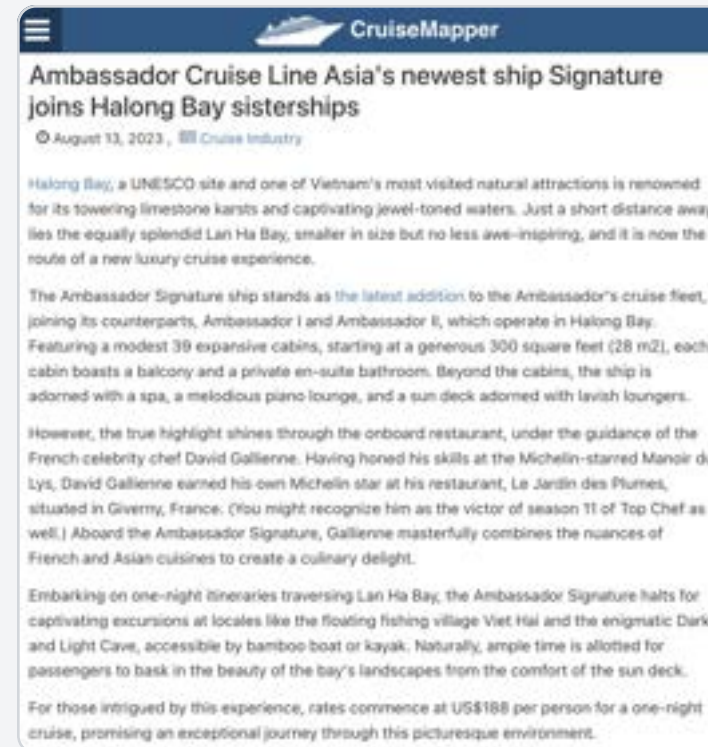 CruiseMapper
Ambassador Cruise Line Asia's newest ship Signature
joins Halong Bay sisterships
August 13, 2023 , Cruise Industry
Halong Bay, a UNESCO site and one of Vietnam's most visited natural attractions is renowned
for its towering limestone karsts and captivating jewel-toned waters. Just a short distance away
lies the equally splendid Lan Ha Bay, smaller in size but no less awe-inspiring, and it is now the
route of a new luxury cruise experience.
The Ambassador Signature ship stands as the latest addition to the Ambassador's cruise fleet,
joining its counterparts, Ambassador I and Ambassador II, which operate in Halong Bay.
Featuring a modest 39 expansive cabins, starting at a generous 300 square feet (28 m2), each
cabin boasts a balcony and a private en-suite bathroom. Beyond the cabins, the ship is
adorned with a spa, a melodious piano lounge, and a sun deck adorned with lavish loungers.
However, the true highlight shines through the onboard restaurant, under the guidance of the
French celebrity chef David Gallienne. Having honed his skills at the Michelin-starred Manoir du
Lys, David Gallienne earned his own Michelin star at his restaurant, Le Jardin des Plumes,
situated in Giverny, France. (You might recognize him as the victor of season 11 of Top Chef as
well.) Aboard the Ambassador Signature, Gallienne masterfully combines the nuances of
French and Asian cuisines to create a culinary delight.
Embarking on one-night itineraries traversing Lan Ha Bay, the Ambassador Signature halts for
captivating excursions at locales like the floating fishing village Viet Hai and the enigmatic Dark
and Light Cave, accessible by bamboo boat or kayak. Naturally, ample time is allotted for
passengers to bask in the beauty of the bay's landscapes from the comfort of the sun deck.
For those intrigued by this experience, rates commence at US$188 per person for a one-night
cruise, promising an exceptional journey through this picturesque environment.